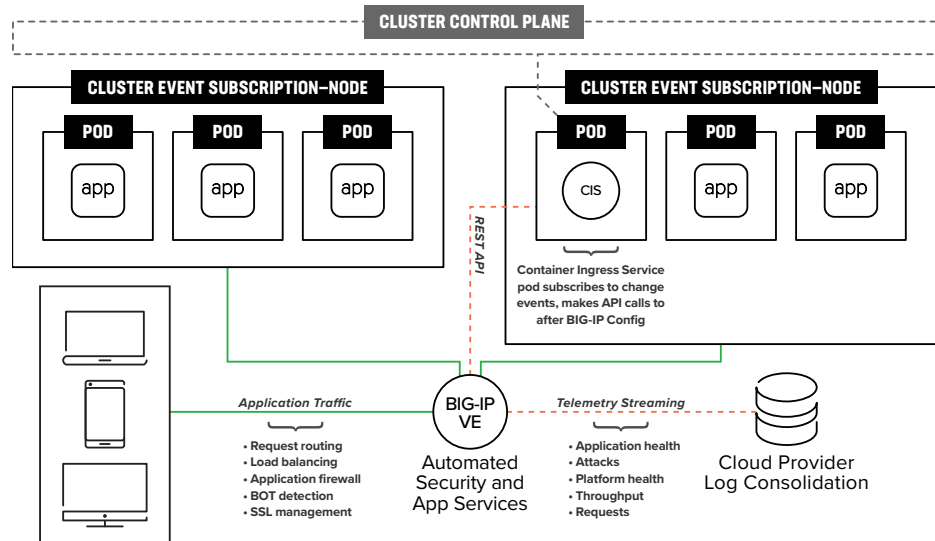 CLUSTER CONTROL PLANE
CLUSTER EVENT SUBSCRIPTION–NODE
POD
POD
POD
app
app
app
CLUSTER EVENT SUBSCRIPTION–NODE
POD
POD
POD
CIS
app
app
Container Ingress Service
pod subscribes to change
events, makes API calls to
after BIG-IP Config
REST API
Application Traffic
• Request routing
• Load balancing
• Application firewall
• BOT detection
• SSL management
BIG-IP
VE
Automated
Security and
App Services
Telemetry Streaming
• Application health
• Attacks
• Platform health
• Throughput
• Requests
Cloud Provider
Log Consolidation